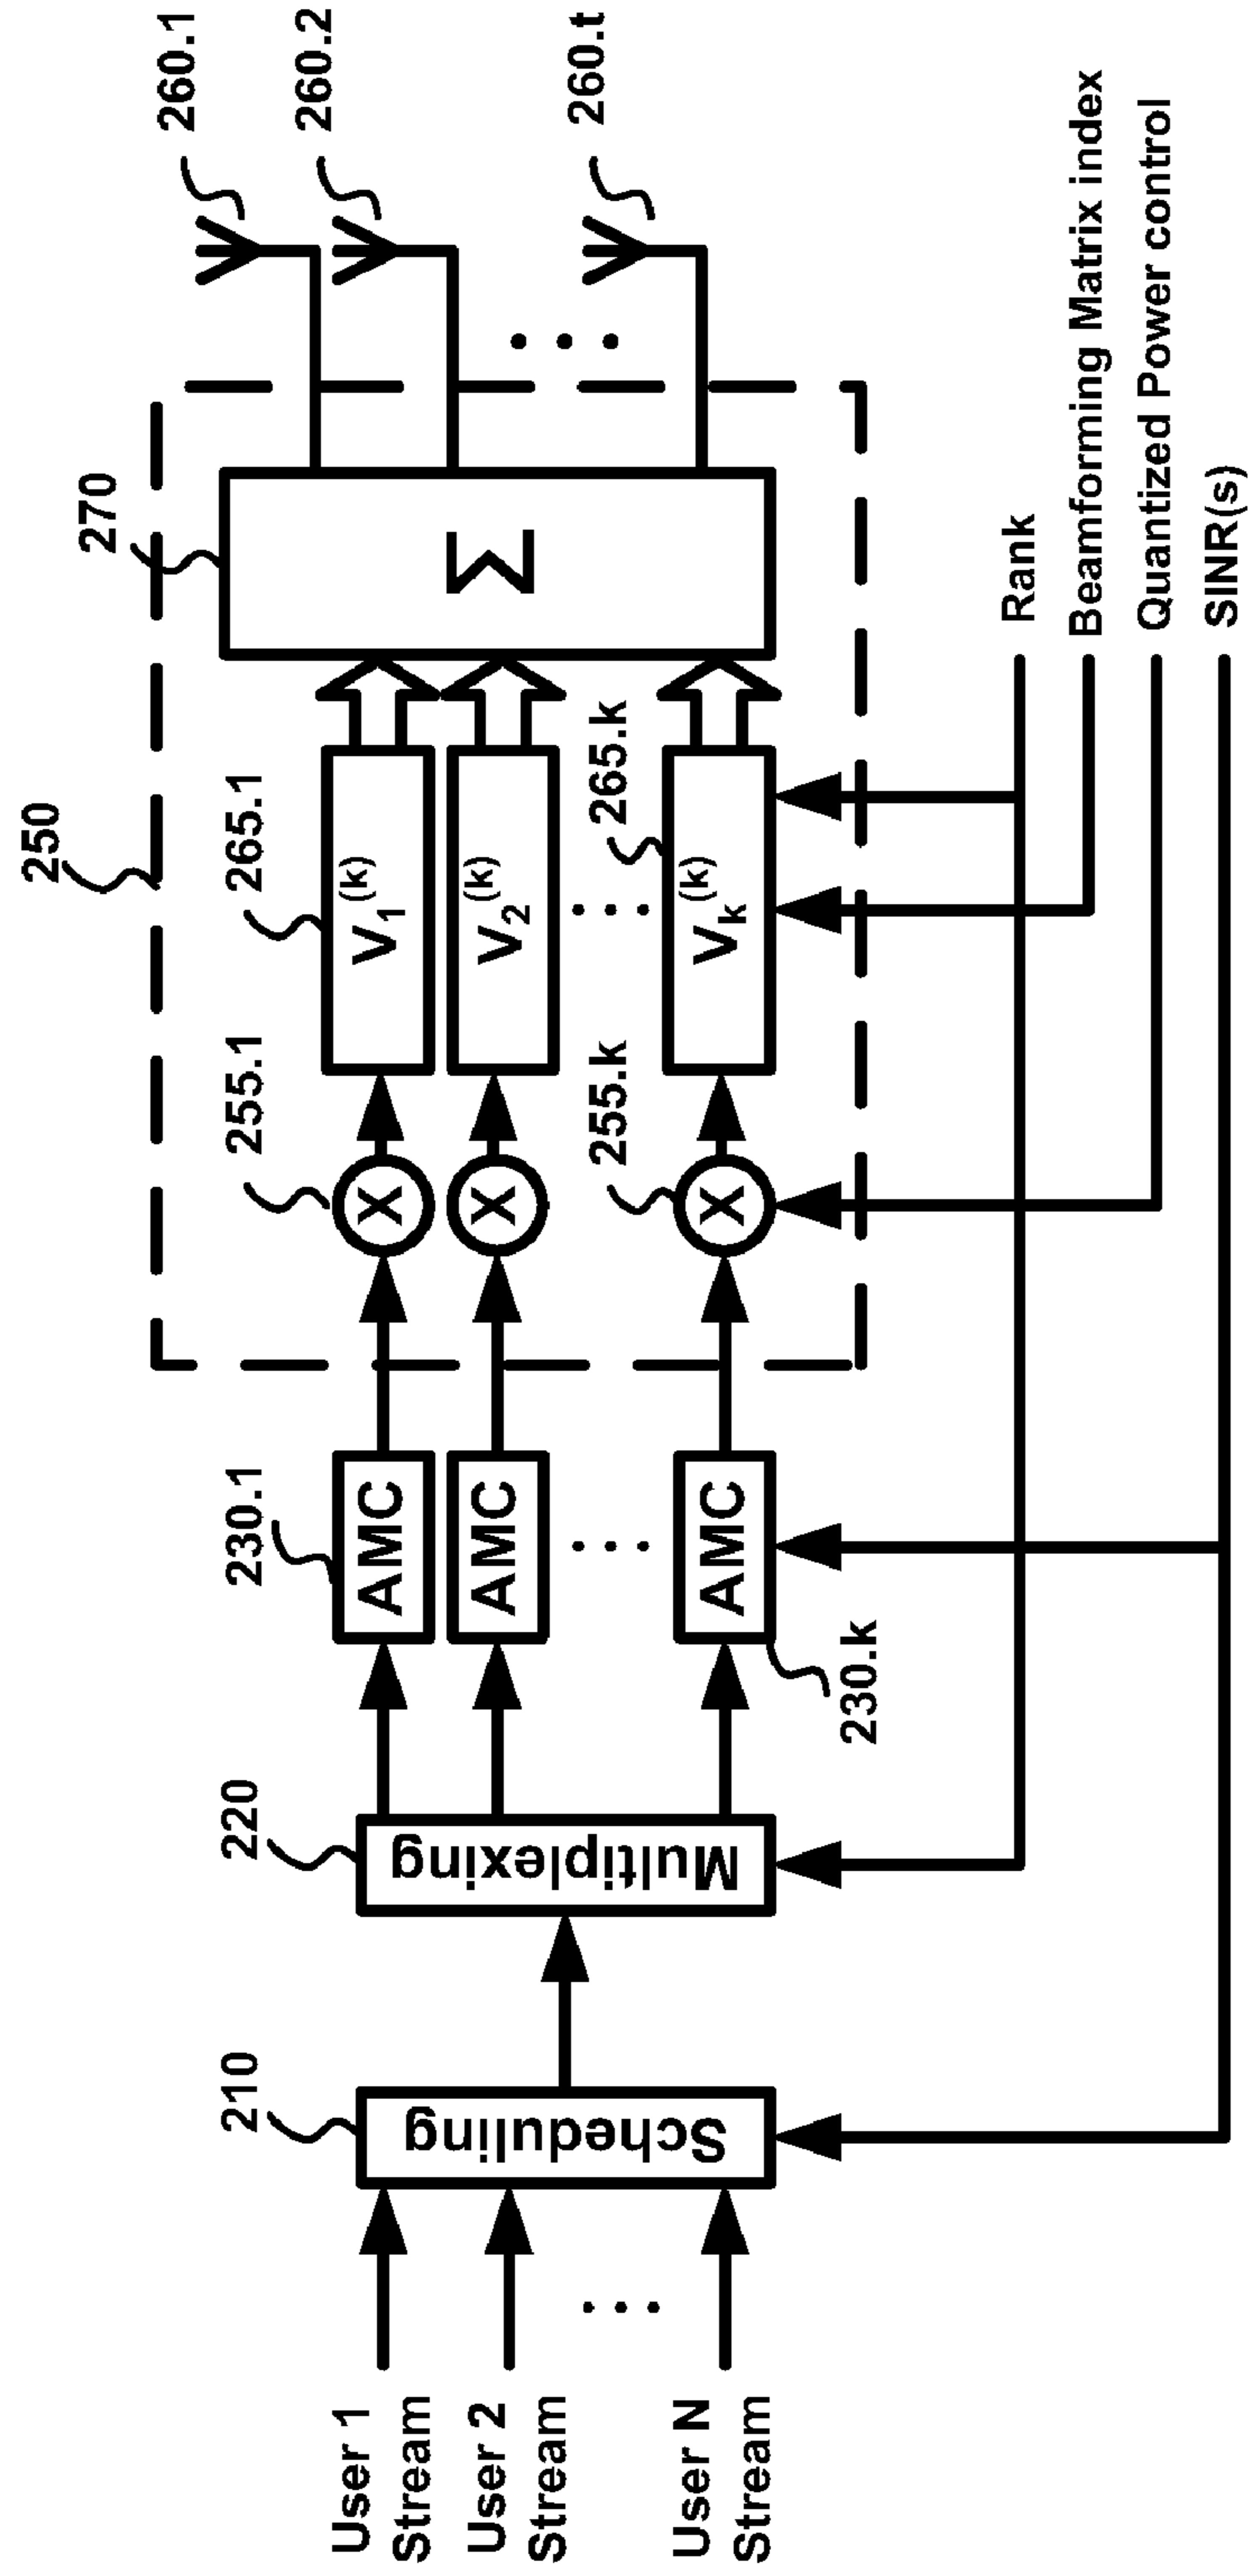 User 1
Stream
User 2
Stream
...
User N
Stream
210
Scheduling
220
Multiplexing
230.1
AMC
AMC
...
AMC
230.k
250
255.1
X
X
255.k
X
265.1
V1(k)
V2(k)
...
265.k
Vk(k)
270
Σ
260.1
260.2
...
260.t
Rank
Beamforming Matrix index
Quantized Power control
SINR(s)